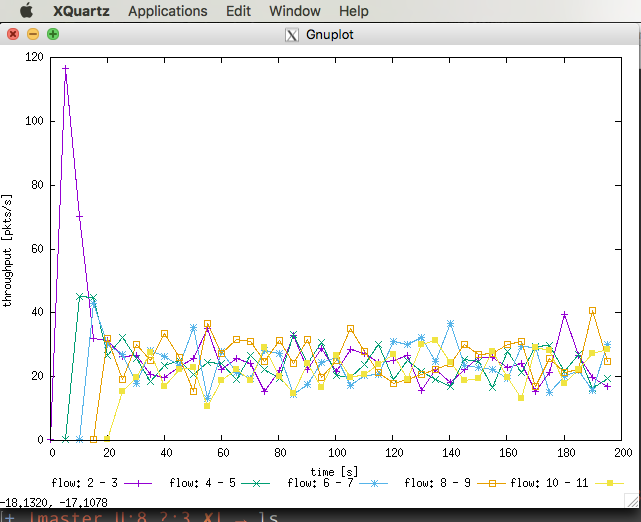 XQuartz Applications Edit Window Help
Gnuplot
120
100
80
60
40
20
0
throughput [pkts/s]
0 20 40 60 80 100 120 140 160 180 200
time [s]
flow: 2 - 3 flow: 4 - 5 flow: 6 - 7 flow: 8 - 9 flow: 10 - 11
-18.1320, -17.1078